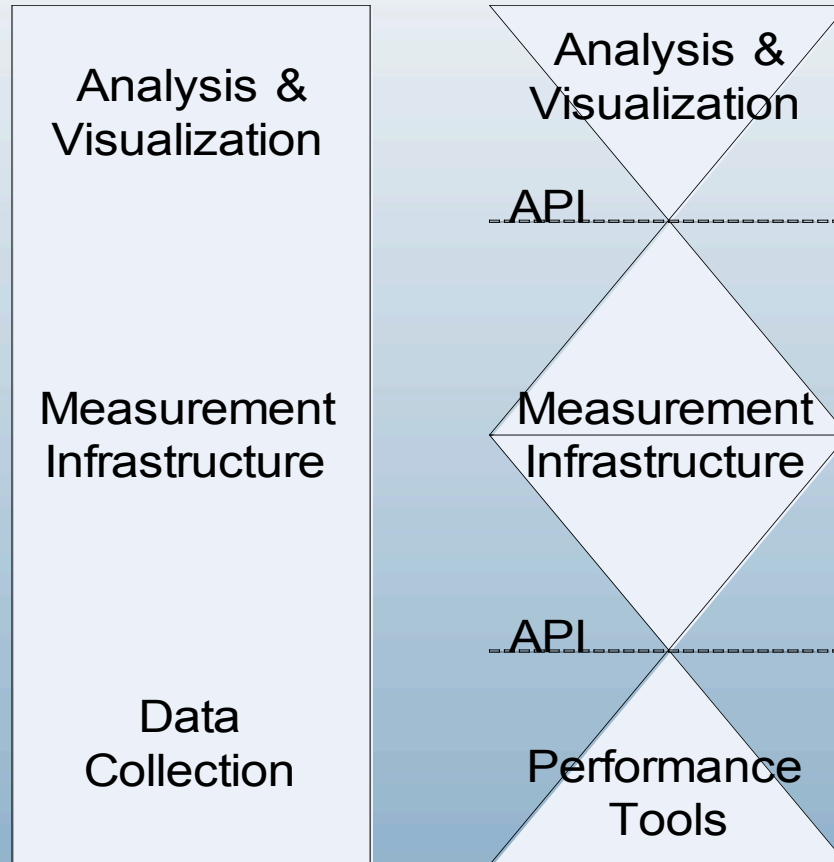 Analysis &
Visualization
Measurement
Infrastructure
Data
Collection
Analysis &
Visualization
API
Measurement
Infrastructure
API
Performance
Tools